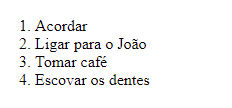 1. Acordar
2. Ligar para o João
3. Tomar café
4. Escovar os dentes